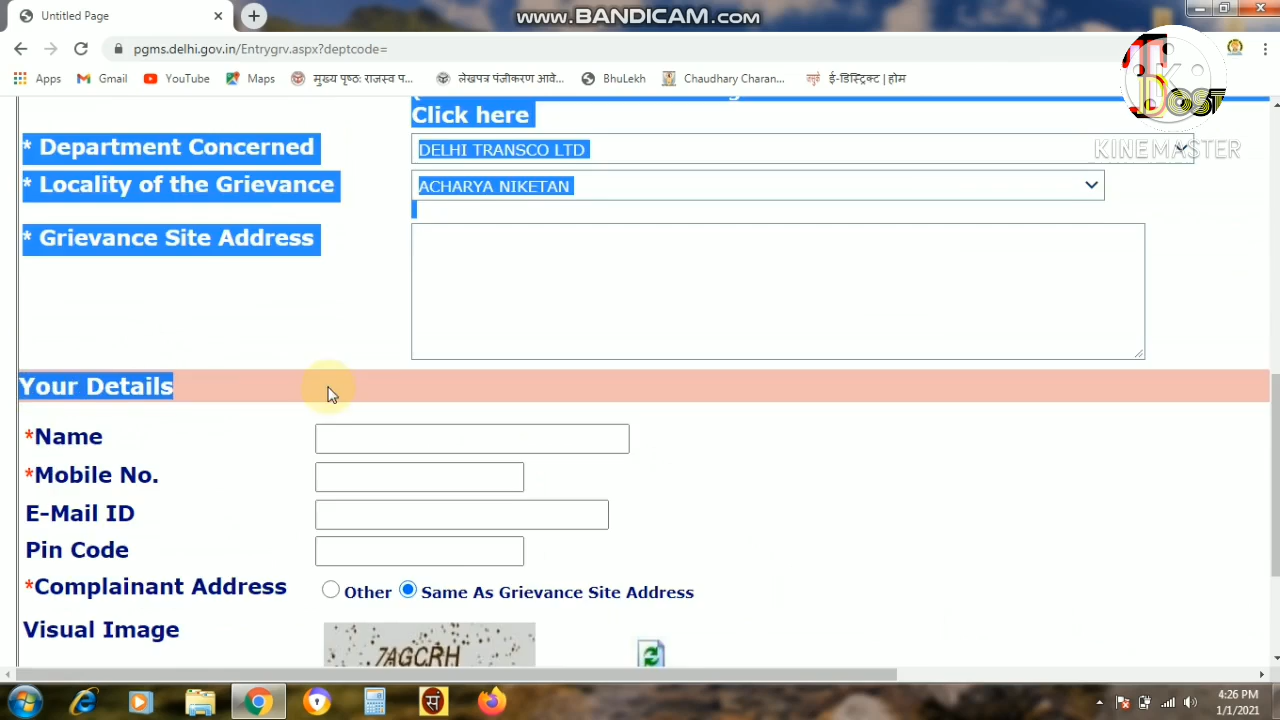 www.BANDICAM.com
Untitled Page
pgms.delhi.gov.in/Entrygrv.aspx?deptcode=
Apps Gmail YouTube Maps मुख्य पृष्ठ: राजस्व प... लेखपत्र पंजीकरण आवे... BhuLekh Chaudhary Charan... ई-डिस्ट्रिक्ट | होम
DOST
KINEMASTER
Click here
* Department Concerned DELHI TRANSCO LTD
* Locality of the Grievance ACHARYA NIKETAN
* Grievance Site Address
Your Details
*Name
*Mobile No.
E-Mail ID
Pin Code
*Complainant Address Other Same As Grievance Site Address
Visual Image 7AGCRH
4:26 PM
1/1/2021